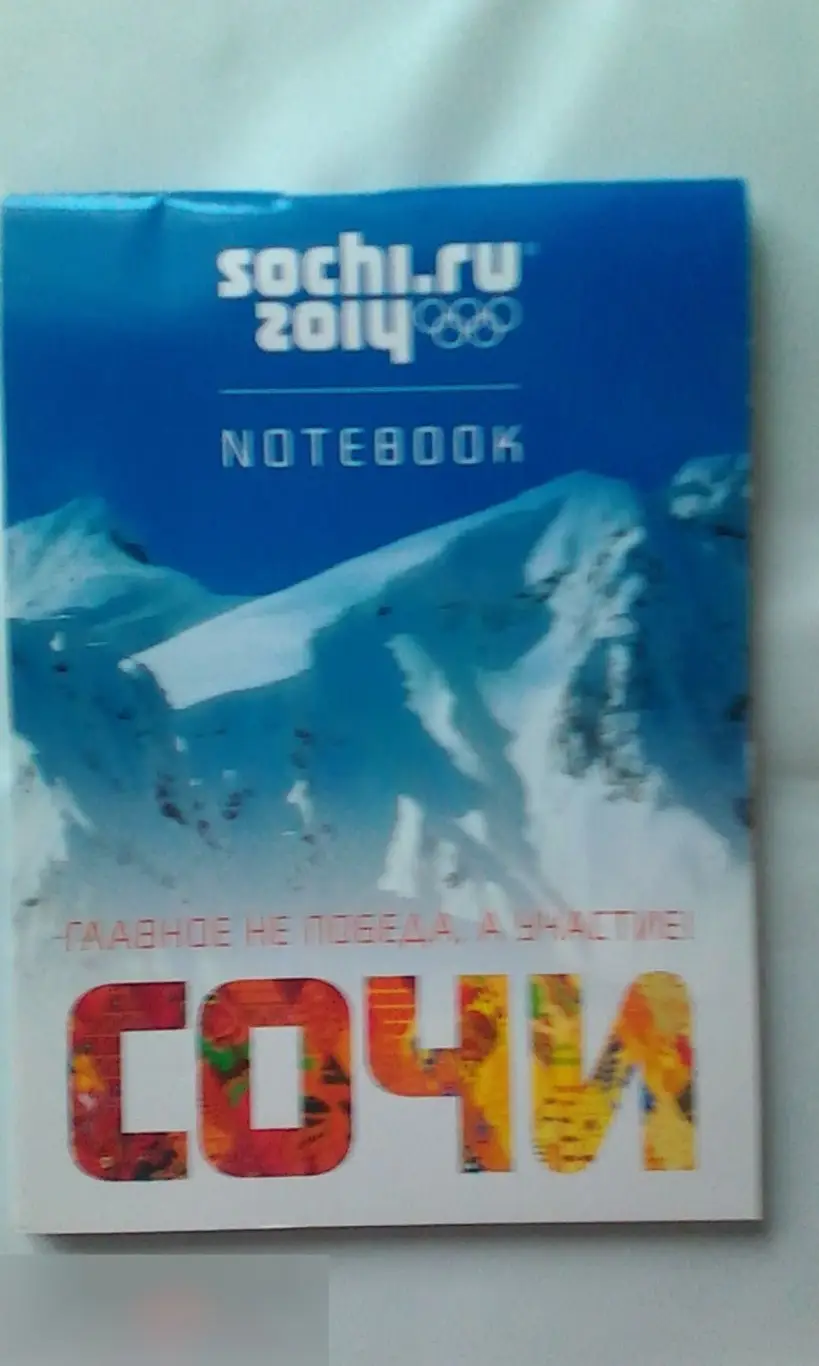 sochi.ru
2014
NOTEBOOK
ГЛАВНОЕ НЕ ПОБЕДА, А УЧАСТИЕ!
СОЧИ